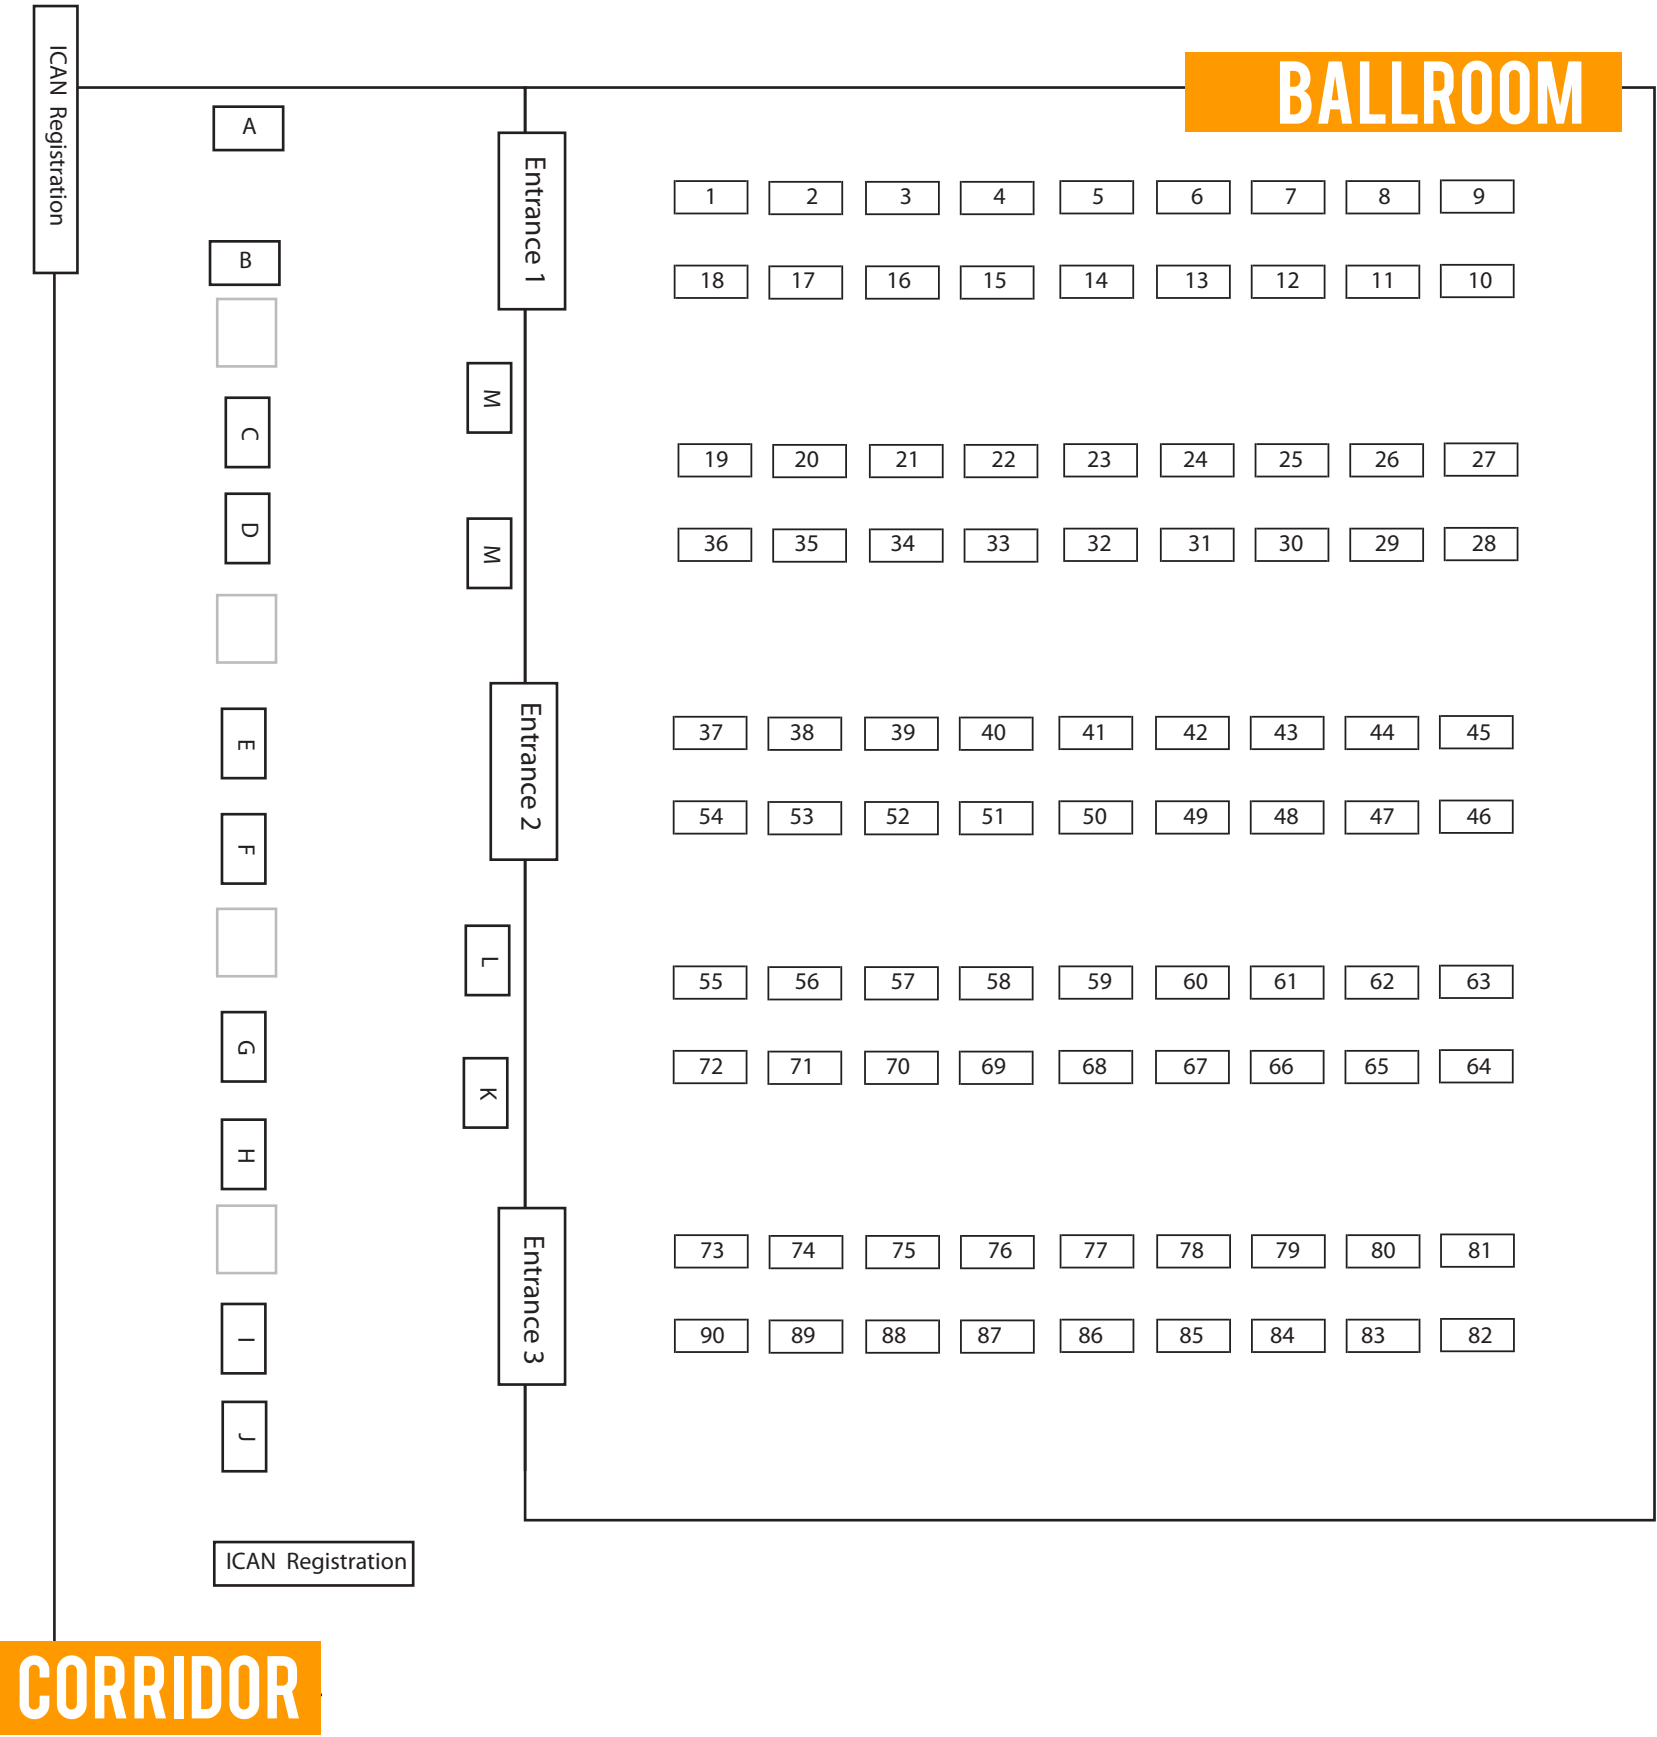 ICAN Registration
BALLROOM
A
Entrance 1
1 2 3 4 5 6 7 8 9
B
18 17 16 15 14 13 12 11 10
M
C
19 20 21 22 23 24 25 26 27
D
M
36 35 34 33 32 31 30 29 28
E
Entrance 2
37 38 39 40 41 42 43 44 45
F
54 53 52 51 50 49 48 47 46
L
55 56 57 58 59 60 61 62 63
G
K
72 71 70 69 68 67 66 65 64
H
Entrance 3
73 74 75 76 77 78 79 80 81
I
90 89 88 87 86 85 84 83 82
J
ICAN Registration
CORRIDOR